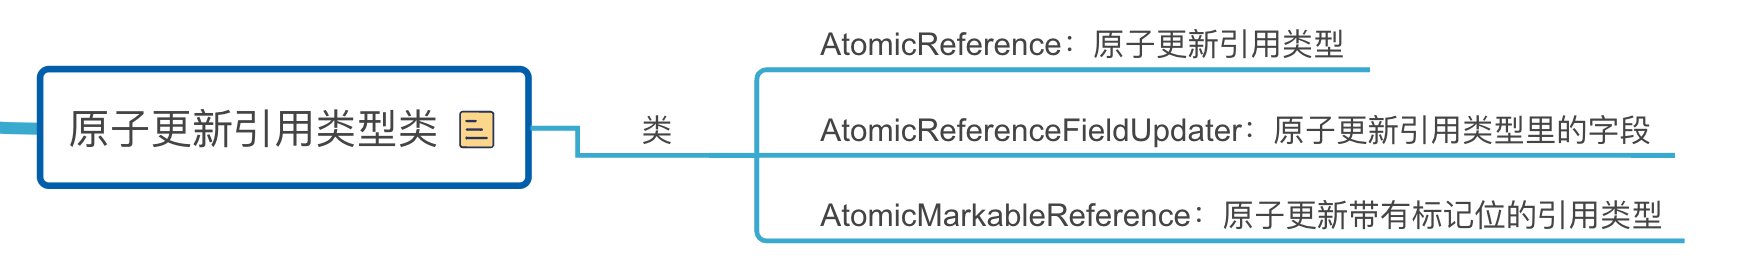 原子更新引用类型类
类
AtomicReference：原子更新引用类型
AtomicReferenceFieldUpdater：原子更新引用类型里的字段
AtomicMarkableReference：原子更新带有标记位的引用类型